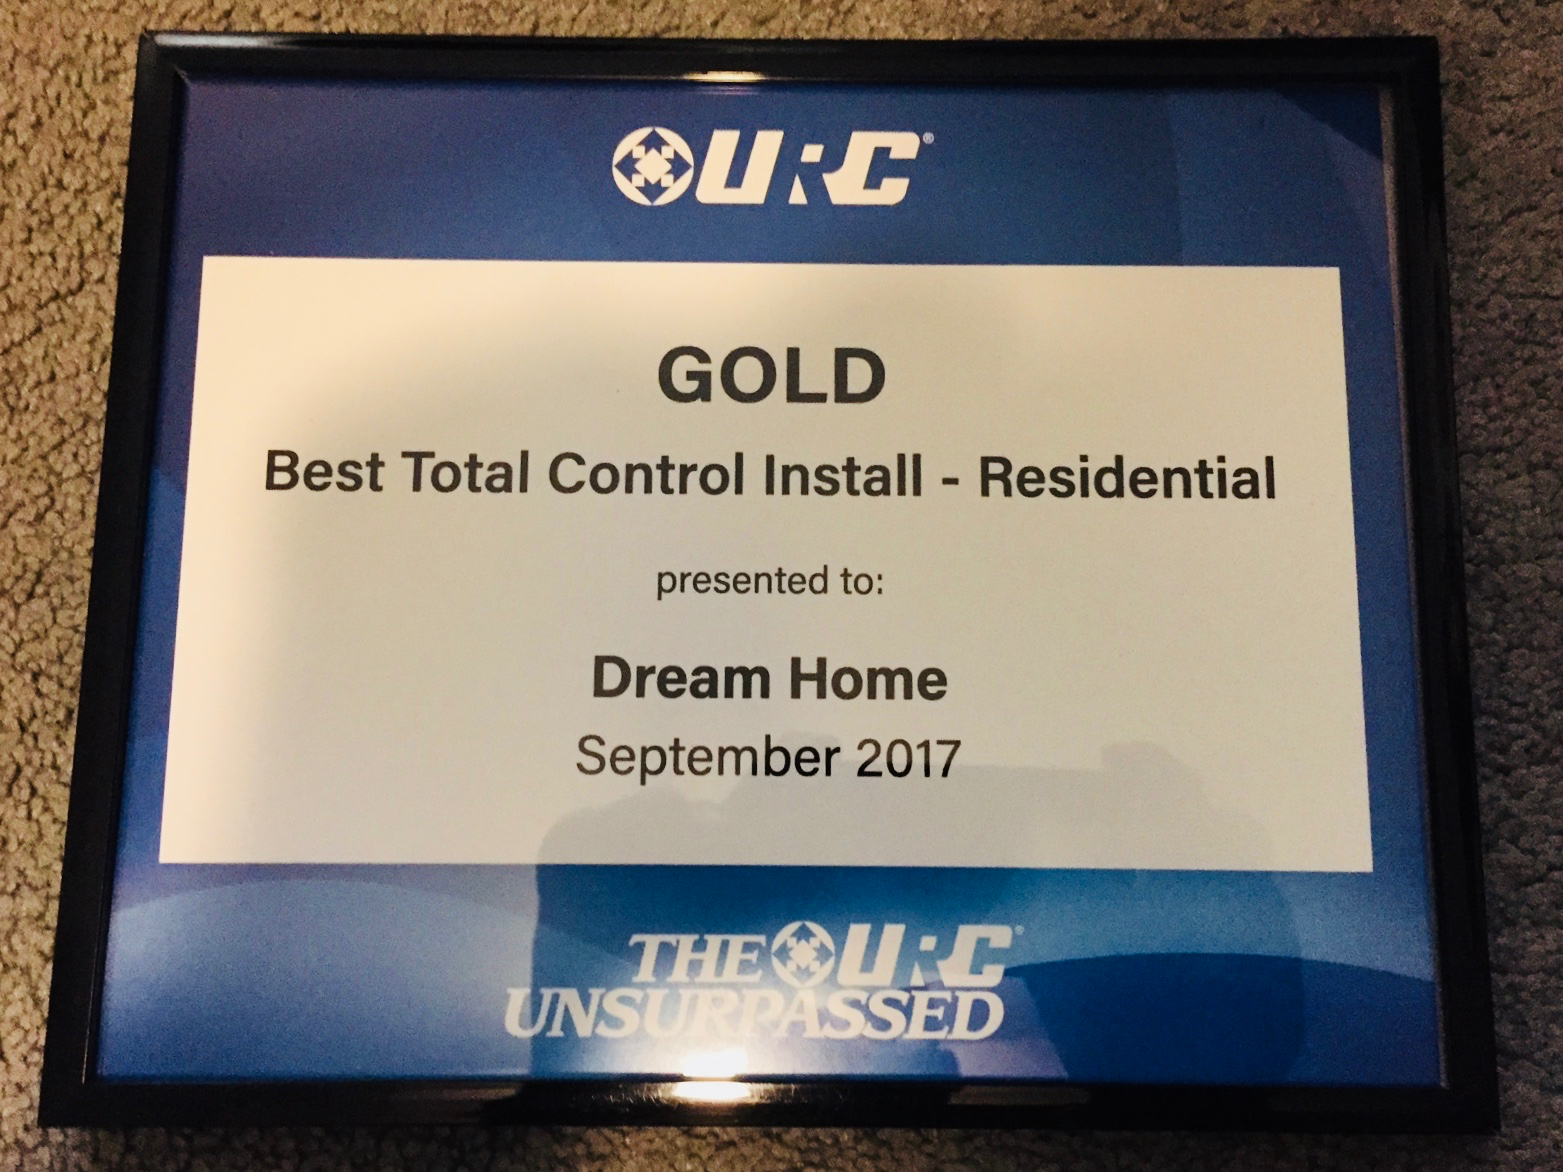 URC®
GOLD
Best Total Control Install - Residential
presented to:
Dream Home
September 2017
THE URC®
UNSURPASSED